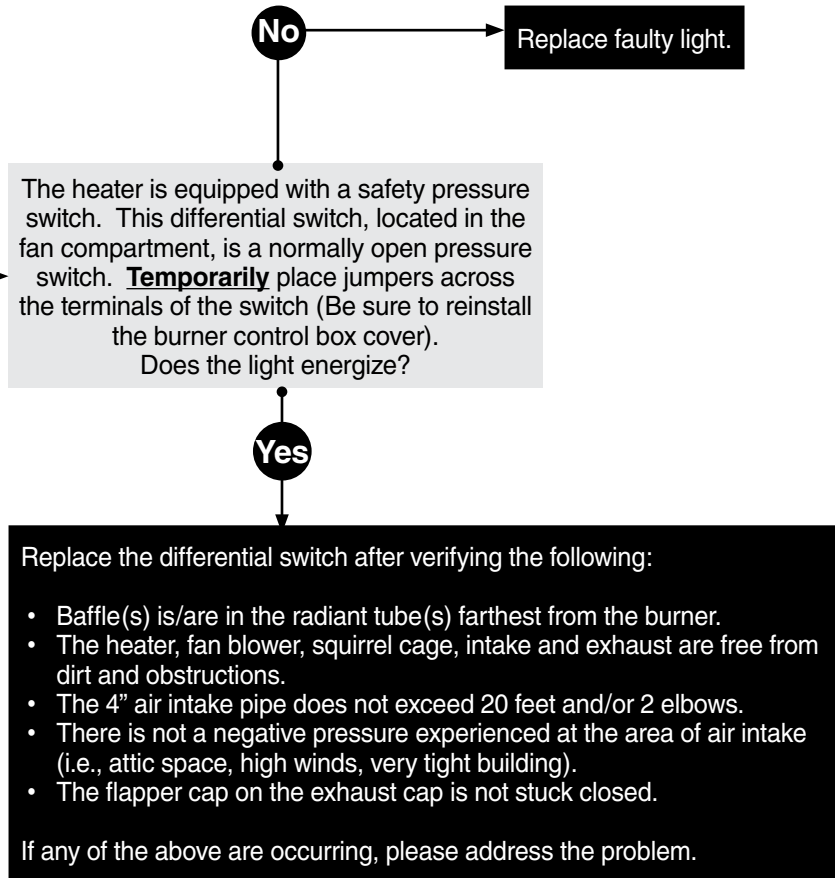 No
Replace faulty light.
The heater is equipped with a safety pressure
switch.  This differential switch, located in the
fan compartment, is a normally open pressure
switch.  Temporarily place jumpers across
the terminals of the switch (Be sure to reinstall
the burner control box cover).
Does the light energize?
Yes
Replace the differential switch after verifying the following:
•  Baffle(s) is/are in the radiant tube(s) farthest from the burner.
•  The heater, fan blower, squirrel cage, intake and exhaust are free from
dirt and obstructions.
•  The 4” air intake pipe does not exceed 20 feet and/or 2 elbows.
•  There is not a negative pressure experienced at the area of air intake
(i.e., attic space, high winds, very tight building).
•  The flapper cap on the exhaust cap is not stuck closed.
If any of the above are occurring, please address the problem.